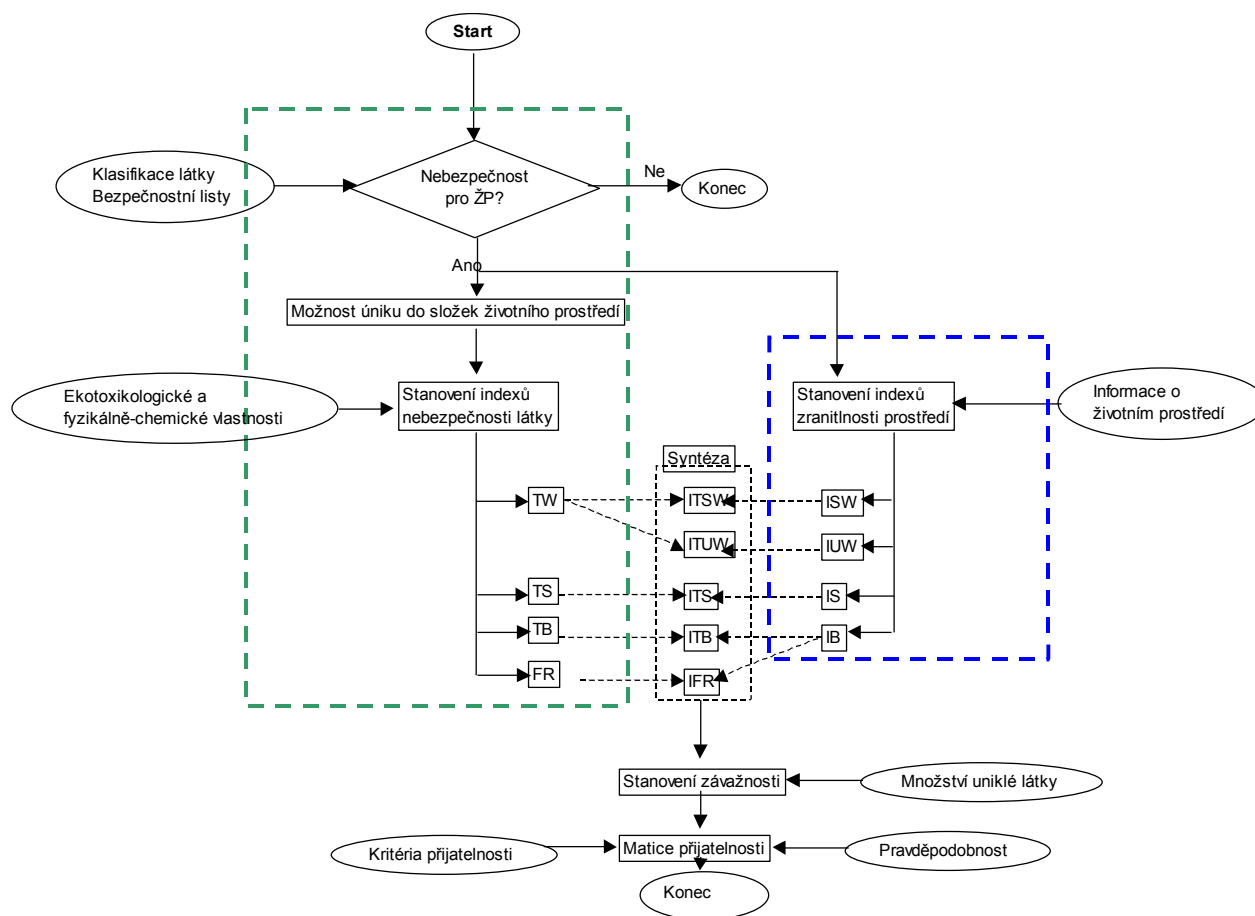 Start
Klasifikace látky
Bezpečnostní listy
Nebezpečnost
pro ŽP?
Ne
Konec
Ano
Možnost úniku do složek životního prostředí
Ekotoxikologické a
fyzikálně-chemické vlastnosti
Stanovení indexů
nebezpečnosti látky
Stanovení indexů
zranitlnosti prostředí
Informace o
životním prostředí
Syntéza
TW
ITSW
ISW
ITUW
IUW
TS
ITS
IS
TB
ITB
IB
FR
IFR
Stanovení závažnosti
Množství uniklé látky
Kritéria přijatelnosti
Matice přijatelnosti
Pravděpodobnost
Konec